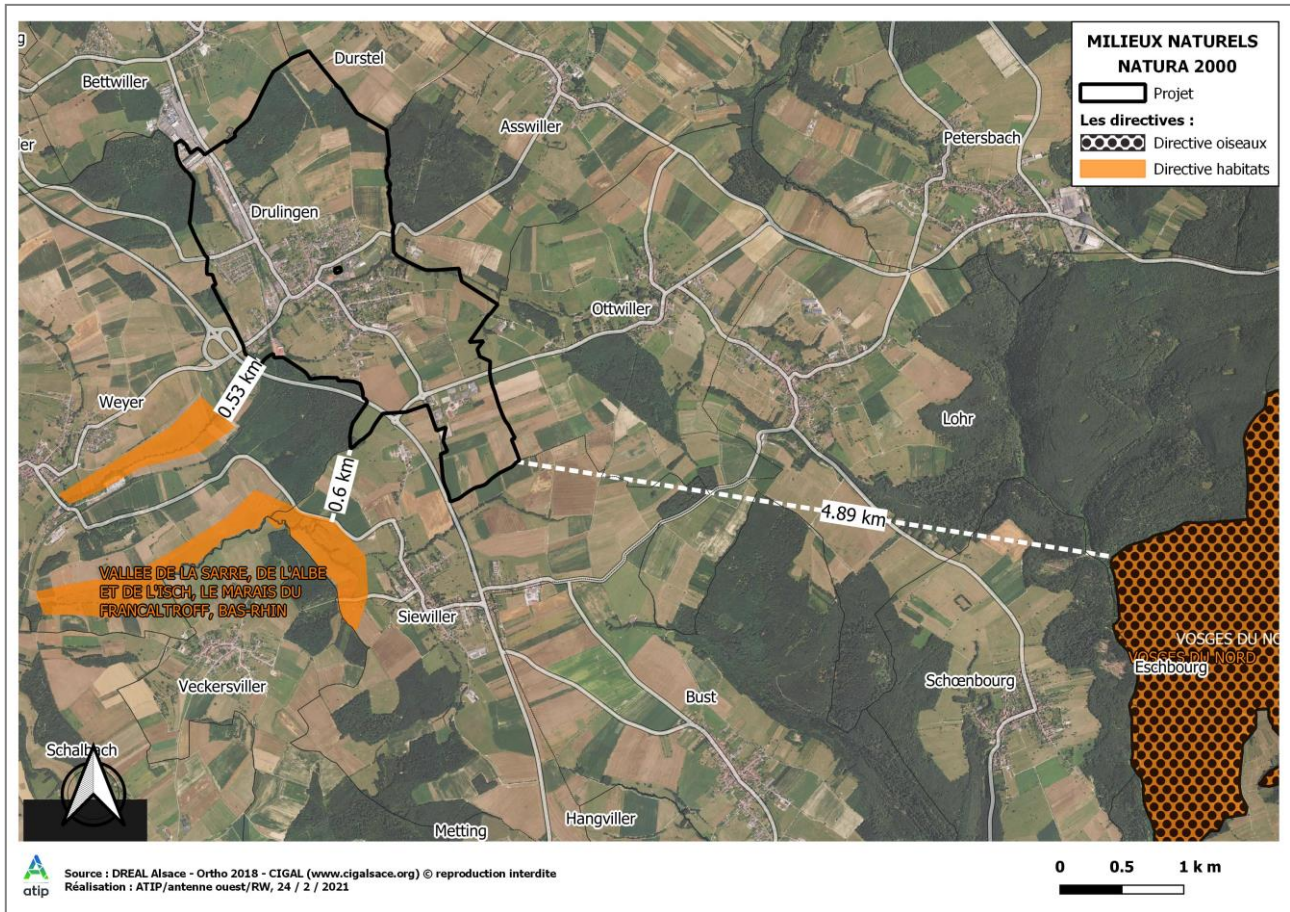 MILIEUX NATURELS
NATURA 2000
Projet
Les directives :
Directive oiseaux
Directive habitats
Durstel
Bettwiller
Asswiller
Petersbach
Drulingen
Ottwiller
0.53 km
Weyer
Lohr
0.6 km
4.89 km
VALLEE DE LA SARRE, DE L'ALBE
ET DE L'ISCH, LE MARAIS DU
FRANCALTROFF, BAS-RHIN
Siewiller
VOSGES DU NO
VOSGES DU NORD
Eschbourg
Veckersviller
Schœnbourg
Bust
Schalbach
Hangviller
Metting
atip
Source : DREAL Alsace - Ortho 2018 - CIGAL (www.cigalsace.org) © reproduction interdite
Réalisation : ATIP/antenne ouest/RW, 24 / 2 / 2021
0 0.5 1 km